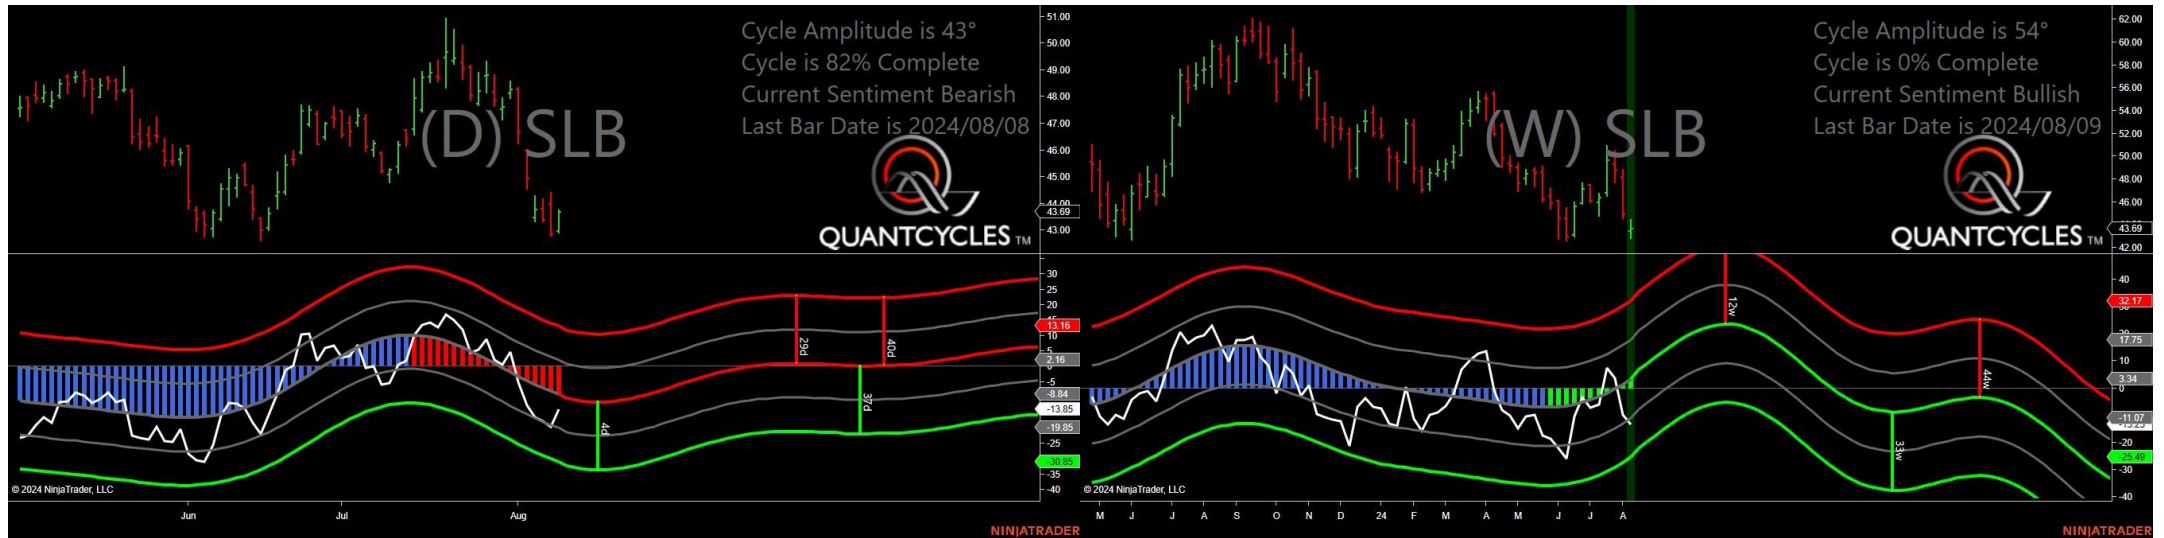 Cycle Amplitude is 43°
Cycle is 82% Complete
Current Sentiment Bearish
Last Bar Date is 2024/08/08
(D) SLB
QUANTCYCLES TM
51.00
50.00
49.00
48.00
47.00
46.00
45.00
44.00
43.69
43.00
30
25
20
15
13.16
10
5
2.16
0
-5
-8.84
-13.85
-19.85
-25
-30.85
-35
-40
29d
40d
37d
4d
© 2024 NinjaTrader, LLC
Jun
Jul
Aug
NINJATRADER
Cycle Amplitude is 54°
Cycle is 0% Complete
Current Sentiment Bullish
Last Bar Date is 2024/08/09
(W) SLB
QUANTCYCLES TM
62.00
60.00
58.00
56.00
54.00
52.00
50.00
48.00
46.00
43.69
42.00
40
32.17
20
17.75
10
3.34
0
-11.07
-20
-25.49
-30
-40
12w
44w
33w
© 2024 NinjaTrader, LLC
M J J A S O N D 24 F M A M J J A
NINJATRADER